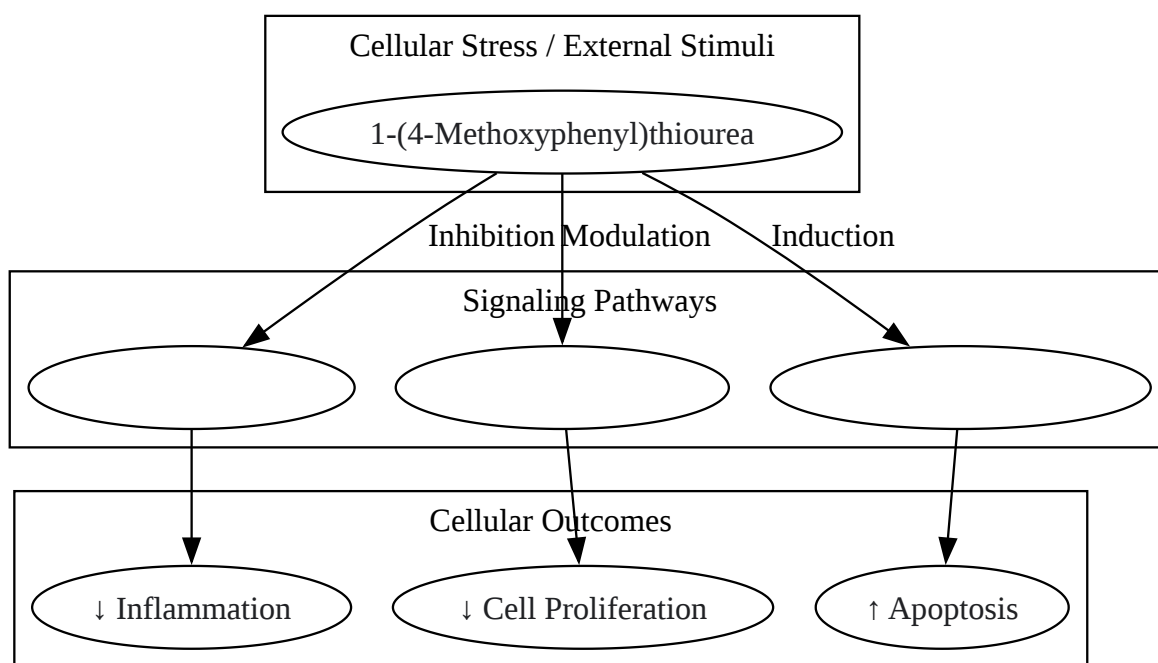 Cellular Stress / External Stimuli
1-(4-Methoxyphenyl)thiourea
Inhibition Modulation Induction
Signaling Pathways
Cellular Outcomes
↓ Inflammation ↓ Cell Proliferation ↑ Apoptosis